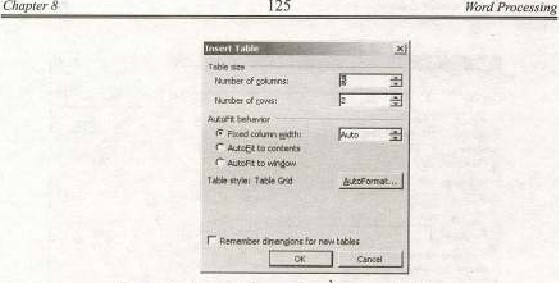 Chapter 8 125 Word Processing
Insert Table
Table size
Number of columns:
Number of rows: 2
AutoFit behavior
Fixed column width: Auto
AutoFit to contents
AutoFit to window
Table style: Table Grid AutoFormat...
Remember dimensions for new tables
OK Cancel